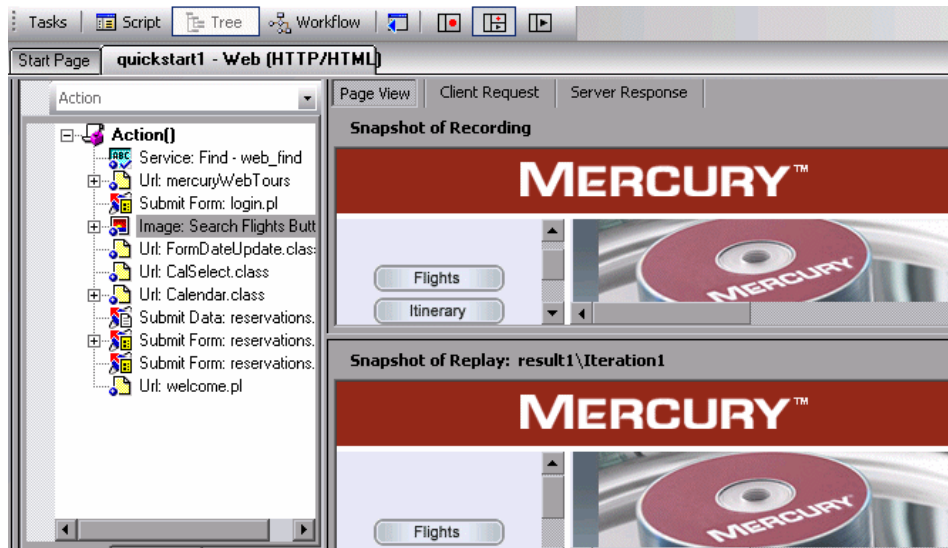 Tasks Script Tree Workflow
Start Page quickstart1 - Web (HTTP/HTML)
Action
Action()
ABC
Service: Find - web_find
Url: mercuryWebTours
Submit Form: login.pl
Image: Search Flights Butt
Url: FormDateUpdate.clas
Url: CalSelect.class
Url: Calendar.class
Submit Data: reservations.
Submit Form: reservations.
Submit Form: reservations.
Url: welcome.pl
Page View Client Request Server Response
Snapshot of Recording
MERCURY™
Flights
Itinerary
MERCURY
Snapshot of Replay: result1\Iteration1
MERCURY™
Flights
MERCURY